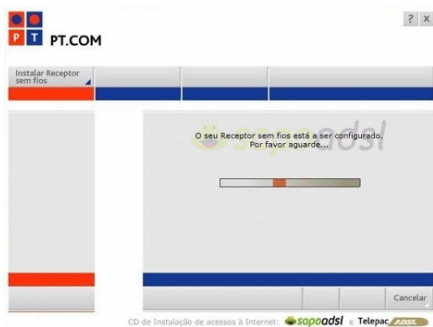 ? X
P T PT.COM
Instalar Receptor
sem fios
sapoadsl
O seu Receptor sem fios está a ser configurado.
Por favor aguarde...
Cancelar
CD de Instalação de acessos à Internet: sapoadsl e Telepac ADSL